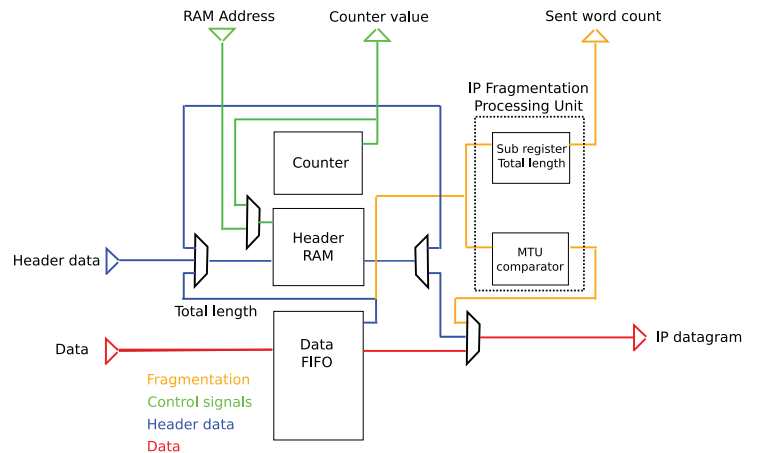 RAM Address
Counter value
Sent word count
IP Fragmentation
Processing Unit
Counter
Sub register
Total length
Header
RAM
MTU
comparator
Header data
Total length
Data
Data
FIFO
IP datagram
Fragmentation
Control signals
Header data
Data